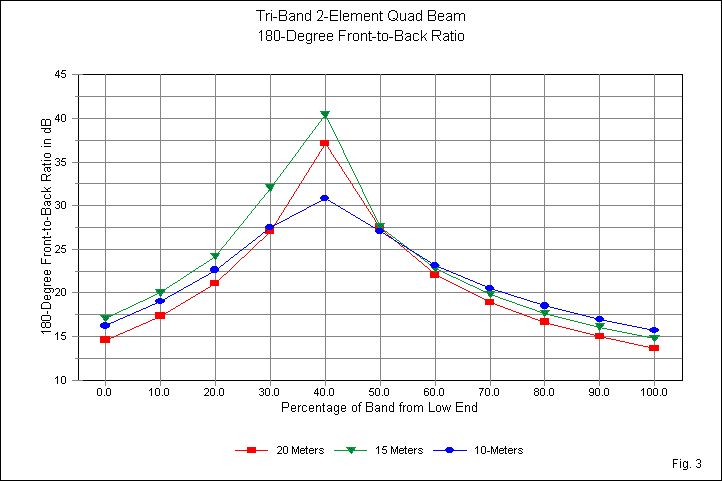 Tri-Band 2-Element Quad Beam
180-Degree Front-to-Back Ratio
180-Degree Front-to-Back Ratio in dB
45
40
35
30
25
20
15
10
0.0 10.0 20.0 30.0 40.0 50.0 60.0 70.0 80.0 90.0 100.0
Percentage of Band from Low End
20 Meters 15 Meters 10-Meters
Fig. 3